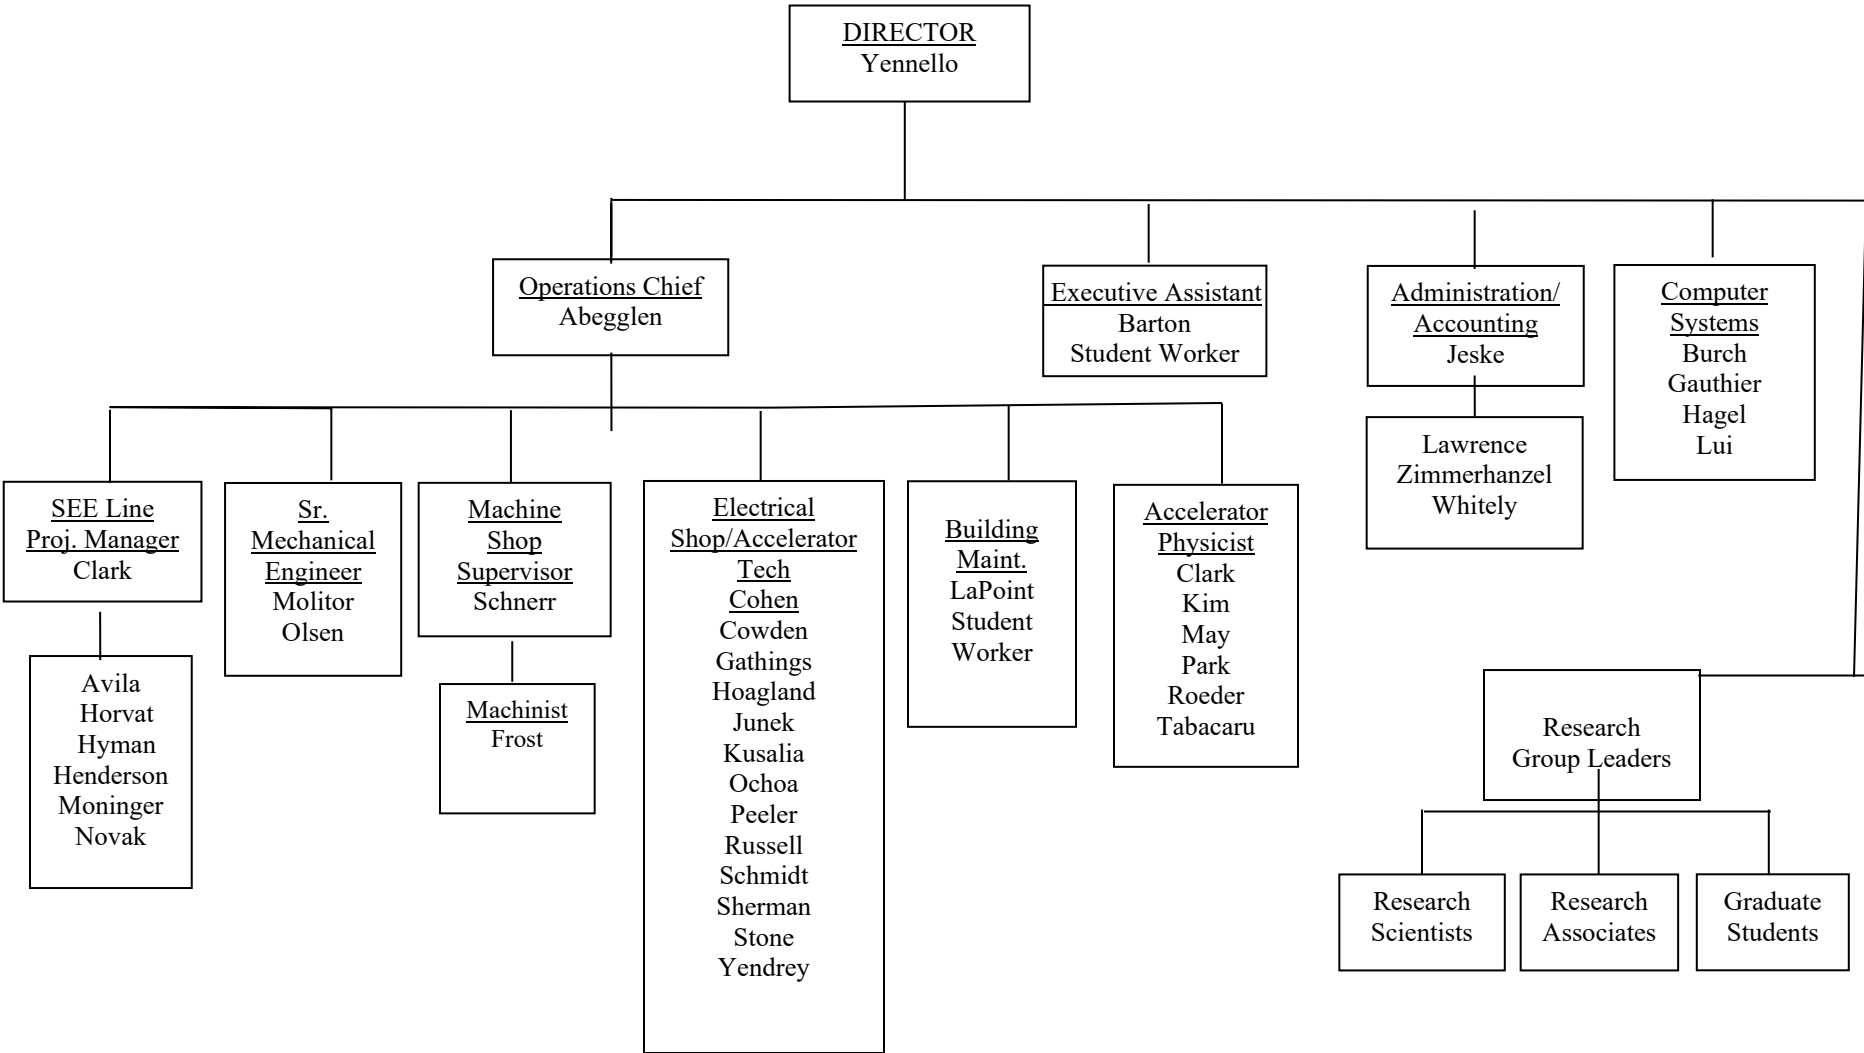 DIRECTOR
Yennello
Operations Chief
Abegglen
Executive Assistant
Barton
Student Worker
Administration/
Accounting
Jeske
Lawrence
Zimmerhanzel
Whitely
Computer
Systems
Burch
Gauthier
Hagel
Lui
SEE Line
Proj. Manager
Clark
Avila
Horvat
Hyman
Henderson
Moninger
Novak
Sr.
Mechanical
Engineer
Molitor
Olsen
Machine
Shop
Supervisor
Schnerr
Machinist
Frost
Electrical
Shop/Accelerator
Tech
Cohen
Cowden
Gathings
Hoagland
Junek
Kusalia
Ochoa
Peeler
Russell
Schmidt
Sherman
Stone
Yendrey
Building
Maint.
LaPoint
Student
Worker
Accelerator
Physicist
Clark
Kim
May
Park
Roeder
Tabacaru
Research
Group Leaders
Research
Scientists
Research
Associates
Graduate
Students